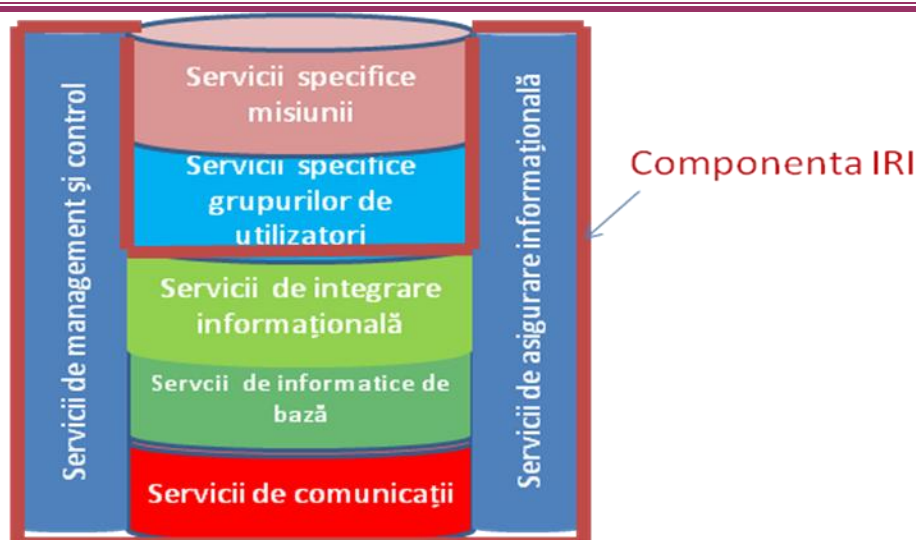 Servicii de management și control
Servicii specifice
misiunii
Servicii specifice
grupurilor de
utilizatori
Servicii de integrare
informațională
Servcii de informatice de
bază
Servicii de comunicații
Servicii de asigurare informațională
Componenta IRI